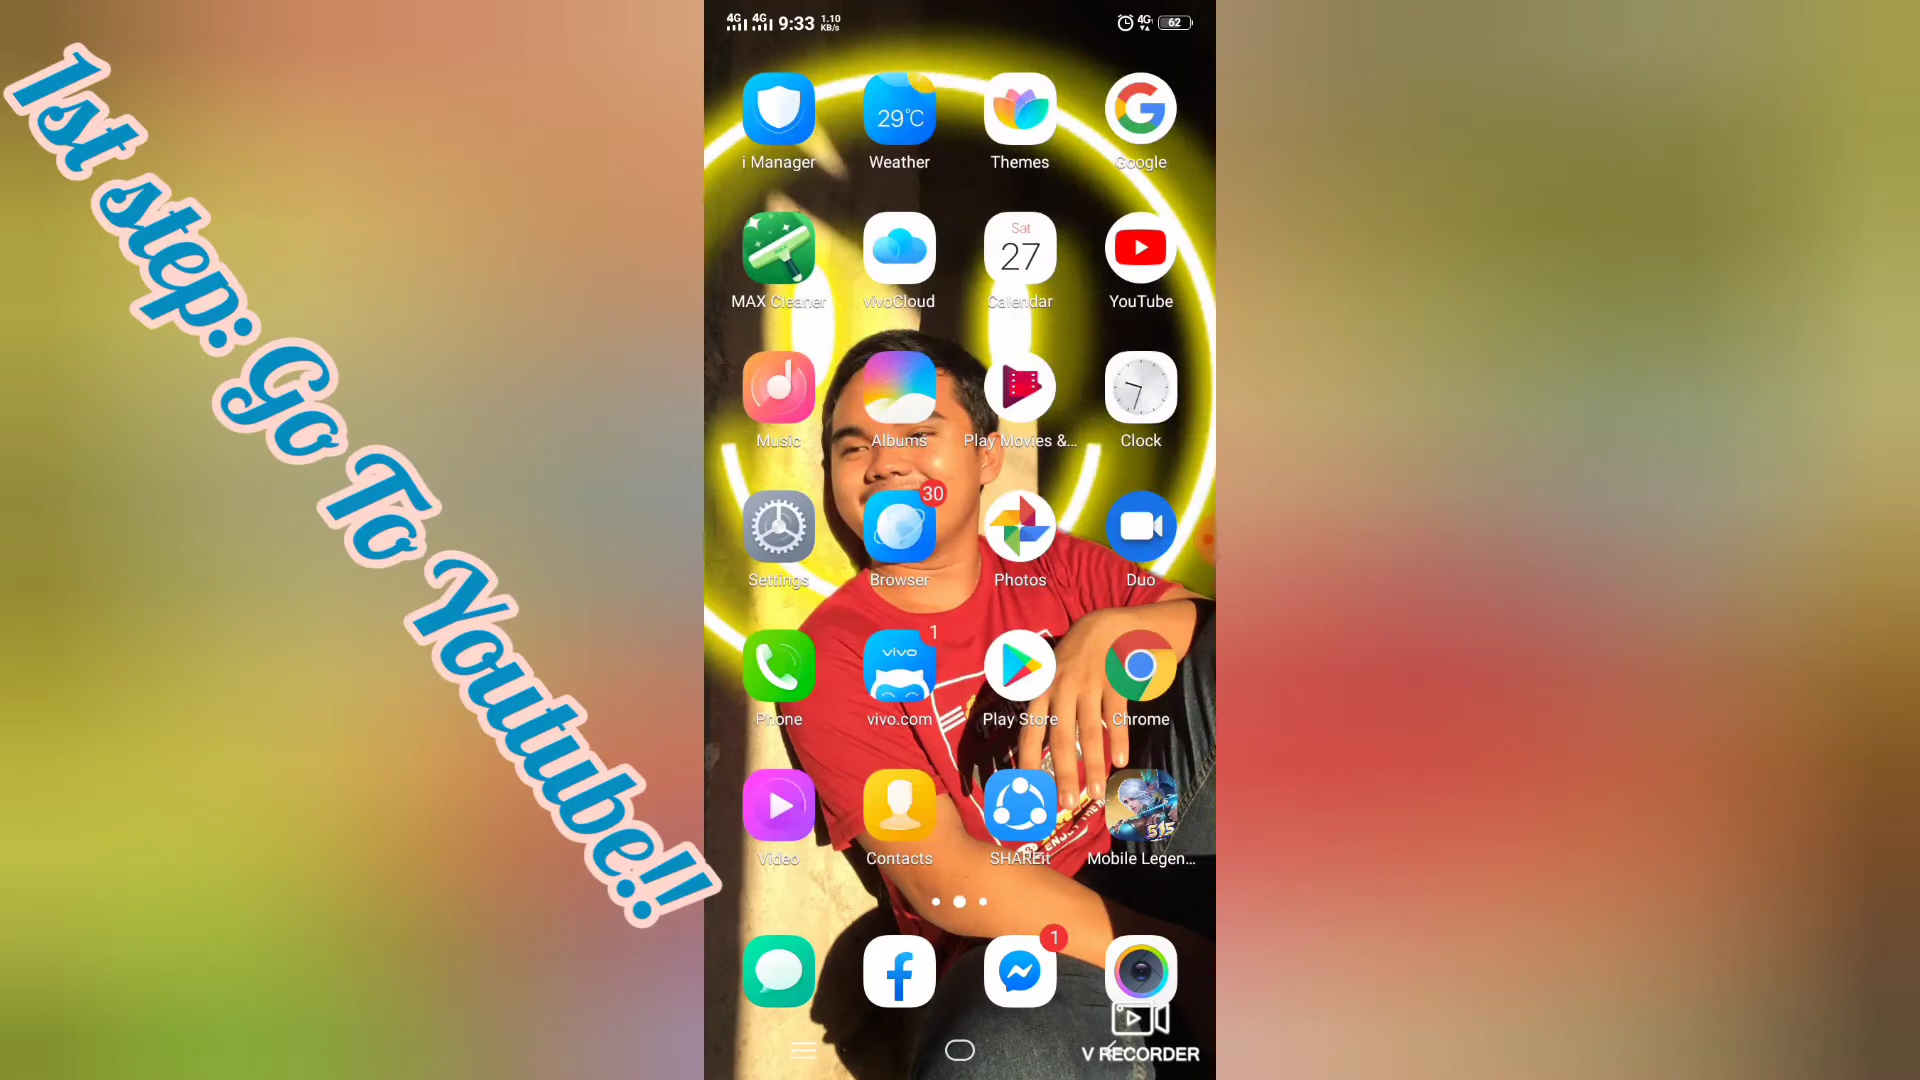 1st step: Go To Youtube!!
4G 4G 9:33 1.10 KB/s 4G 62
i Manager Weather Themes Google
29°C
MAX Cleaner vivoCloud Calendar YouTube
Sat
27
Music Albums Play Movies &... Clock
30
Settings Browser Photos Duo
1
vivo
Phone vivo.com Play Store Chrome
515
Video Contacts SHAREit Mobile Legen...
1
V RECORDER